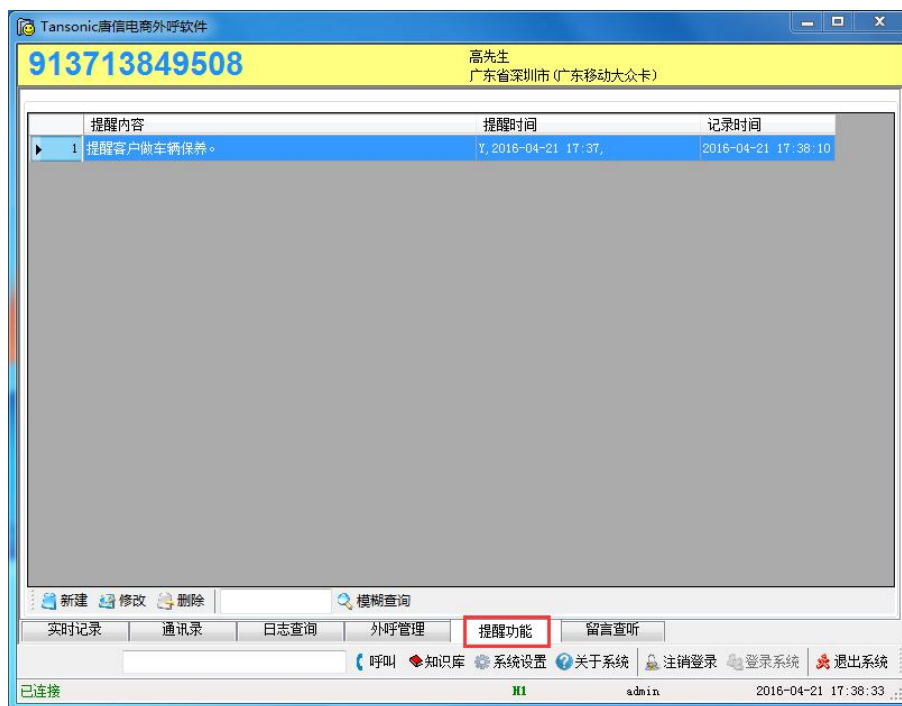 Tansonic唐信电商外呼软件
913713849508
高先生
广东省深圳市(广东移动大众卡)
提醒内容 提醒时间 记录时间
1 提醒客户做车辆保养。 Y,2016-04-21 17:37, 2016-04-21 17:38:10
新建 修改 删除 模糊查询
实时记录 通讯录 日志查询 外呼管理 提醒功能 留言查听
呼叫 知识库 系统设置 关于系统 注销登录 登录系统 退出系统
已连接 H1 admin 2016-04-21 17:38:33